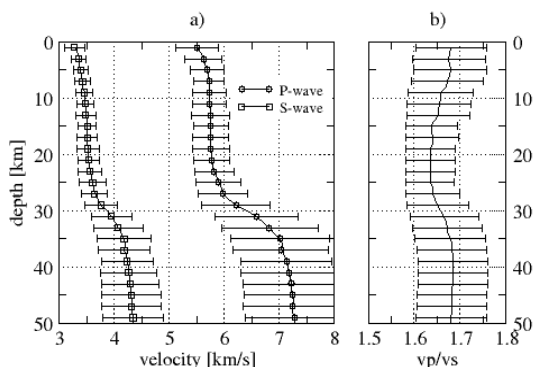 a) b)
0 0
10 10
20 20
30 30
40 40
50 50
depth [km]
P-wave
S-wave
3 4 5 6 7 8 1.5 1.6 1.7 1.8
velocity [km/s] vp/vs